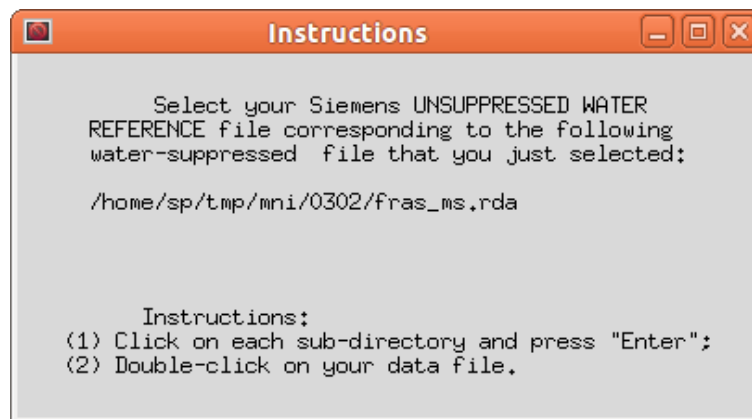 Instructions
Select your Siemens UNSUPPRESSED WATER
REFERENCE file corresponding to the following
water-suppressed file that you just selected:
/home/sp/tmp/mni/0302/fras_ms.rda
Instructions:
(1) Click on each sub-directory and press "Enter";
(2) Double-click on your data file.